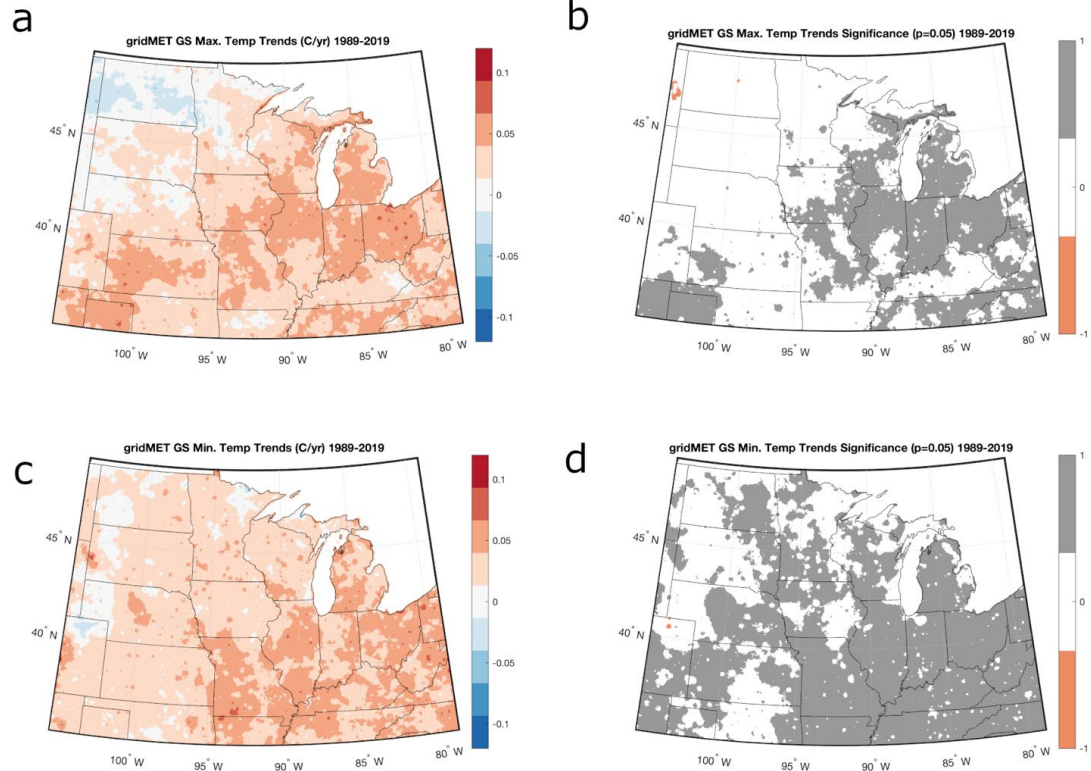 a
gridMET GS Max. Temp Trends (C/yr) 1989-2019
0.1
0.05
0
-0.05
-0.1
45° N
40° N
100° W
95° W
90° W
85° W
80° W
b
gridMET GS Max. Temp Trends Significance (p=0.05) 1989-2019
1
0
-1
45° N
40° N
100° W
95° W
90° W
85° W
80° W
c
gridMET GS Min. Temp Trends (C/yr) 1989-2019
0.1
0.05
0
-0.05
-0.1
45° N
40° N
100° W
95° W
90° W
85° W
80° W
d
gridMET GS Min. Temp Trends Significance (p=0.05) 1989-2019
1
0
-1
45° N
40° N
100° W
95° W
90° W
85° W
80° W